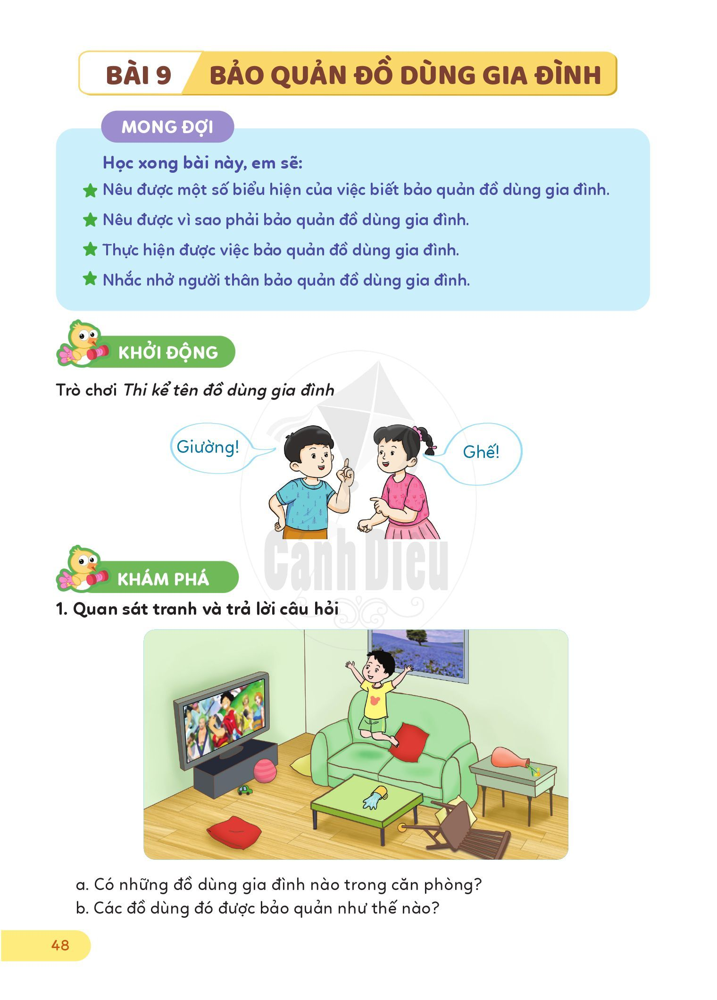 BÀI 9
BẢO QUẢN ĐỒ DÙNG GIA ĐÌNH
MONG ĐỢI
Học xong bài này, em sẽ:
Nêu được một số biểu hiện của việc biết bảo quản đồ dùng gia đình.
Nêu được vì sao phải bảo quản đồ dùng gia đình.
Thực hiện được việc bảo quản đồ dùng gia đình.
Nhắc nhở người thân bảo quản đồ dùng gia đình.
KHỞI ĐỘNG
Trò chơi Thi kể tên đồ dùng gia đình
Giường!
Ghế!
Cánh Diều
KHÁM PHÁ
1. Quan sát tranh và trả lời câu hỏi
a. Có những đồ dùng gia đình nào trong căn phòng?
b. Các đồ dùng đó được bảo quản như thế nào?
48